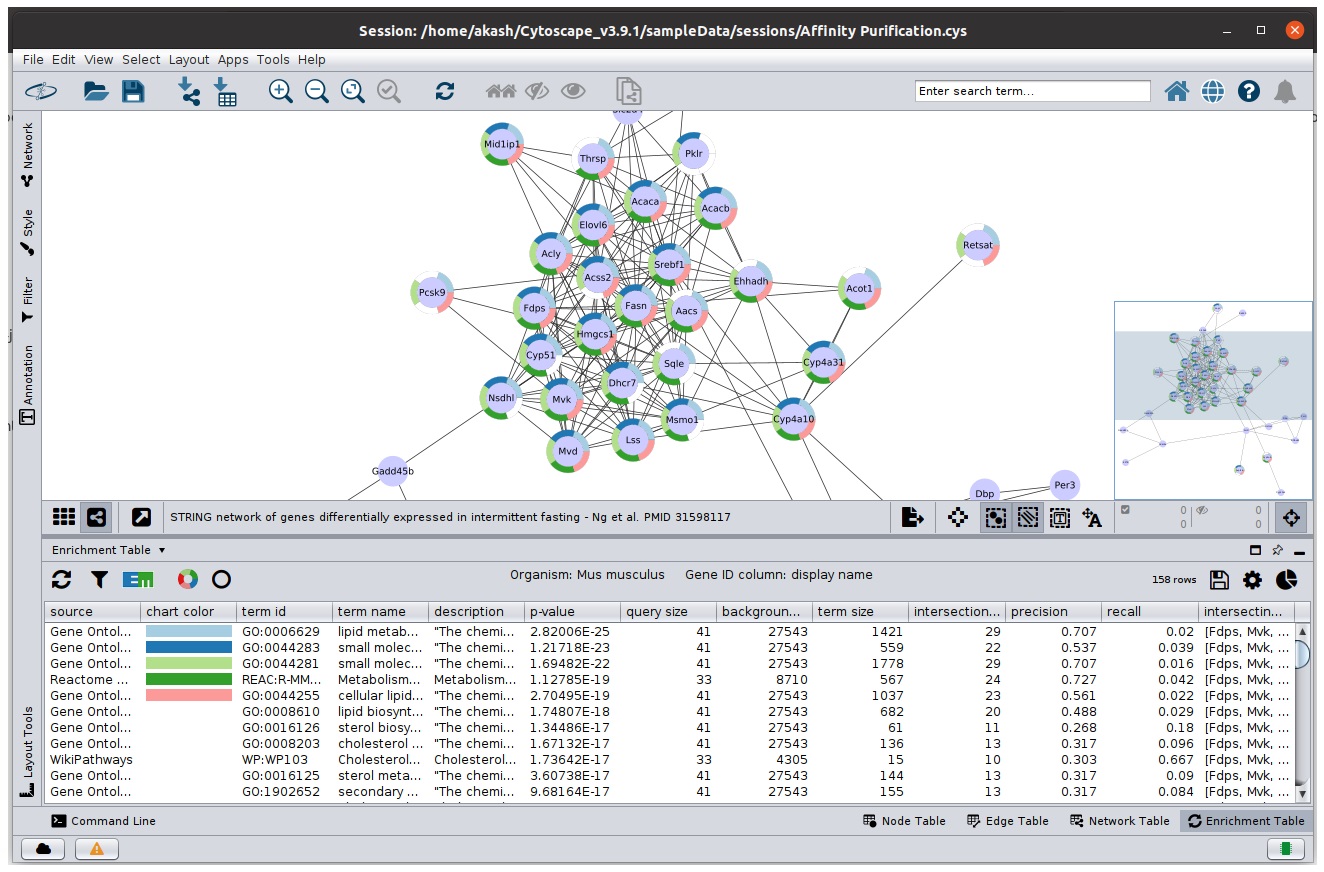 Session: /home/akash/Cytoscape_v3.9.1/sampleData/sessions/Affinity Purification.cys
File Edit View Select Layout Apps Tools Help
Enter search term...
Network
Style
Filter
Annotation
Layout Tools
Mid1ip1
Thrsp
Pklr
Acaca
Acacb
Elovl6
Retsat
Acly
Srebf1
Acss2
Ehhadh
Acot1
Pcsk9
Fdps
Fasn
Aacs
Hmgcs1
Cyp51
Sqle
Cyp4a31
Dhcr7
Nsdhl
Mvk
Msmo1
Cyp4a10
Lss
Mvd
Gadd45b
Per3
Dbp
STRING network of genes differentially expressed in intermittent fasting - Ng et al. PMID 31598117
0 0
0 0
Enrichment Table
EM
Organism: Mus musculus Gene ID column: display name
158 rows
source chart color term id term name description p-value query size backgroun... term size intersection... precision recall intersectin...
Gene Ontol... GO:0006629 lipid metab... "The chemi... 2.82006E-25 41 27543 1421 29 0.707 0.02 [Fdps, Mvk, ...
Gene Ontol... GO:0044283 small molec... "The chemi... 1.21718E-23 41 27543 559 22 0.537 0.039 [Fdps, Mvk, ...
Gene Ontol... GO:0044281 small molec... "The chemi... 1.69482E-22 41 27543 1778 29 0.707 0.016 [Fdps, Mvk, ...
Reactome ... REAC:R-MM... Metabolism... Metabolism... 1.12785E-19 33 8710 567 24 0.727 0.042 [Fdps, Mvk, ...
Gene Ontol... GO:0044255 cellular lipid... "The chemi... 2.70495E-19 41 27543 1037 23 0.561 0.022 [Fdps, Mvk, ...
Gene Ontol... GO:0008610 lipid biosynt... "The chemi... 1.74807E-18 41 27543 682 20 0.488 0.029 [Fdps, Mvk, ...
Gene Ontol... GO:0016126 sterol biosy... "The chemi... 1.34486E-17 41 27543 61 11 0.268 0.18 [Fdps, Mvk, ...
Gene Ontol... GO:0008203 cholesterol ... "The chemi... 1.67132E-17 41 27543 136 13 0.317 0.096 [Fdps, Mvk, ...
WikiPathways WP:WP103 Cholesterol... Cholesterol... 1.73642E-17 33 4305 15 10 0.303 0.667 [Fdps, Mvk, ...
Gene Ontol... GO:0016125 sterol meta... "The chemi... 3.60738E-17 41 27543 144 13 0.317 0.09 [Fdps, Mvk, ...
Gene Ontol... GO:1902652 secondary ... "The chemi... 9.68164E-17 41 27543 155 13 0.317 0.084 [Fdps, Mvk, ...
Command Line Node Table Edge Table Network Table Enrichment Table